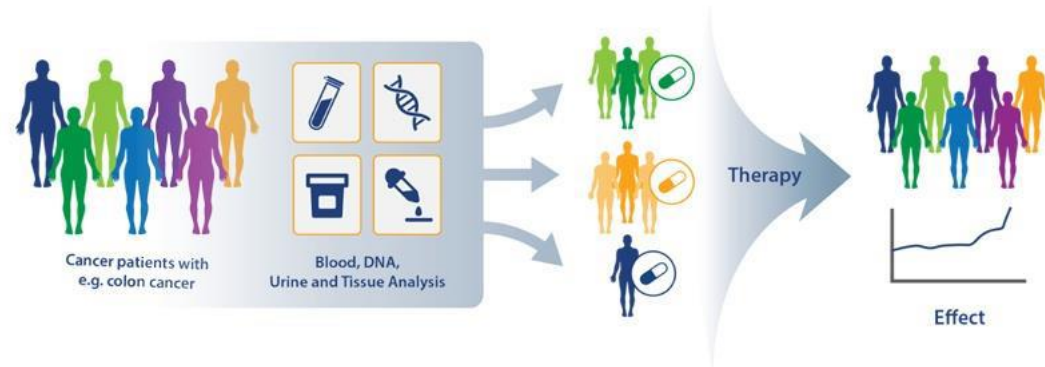 Cancer patients with
e.g. colon cancer
Blood, DNA,
Urine and Tissue Analysis
Therapy
Effect